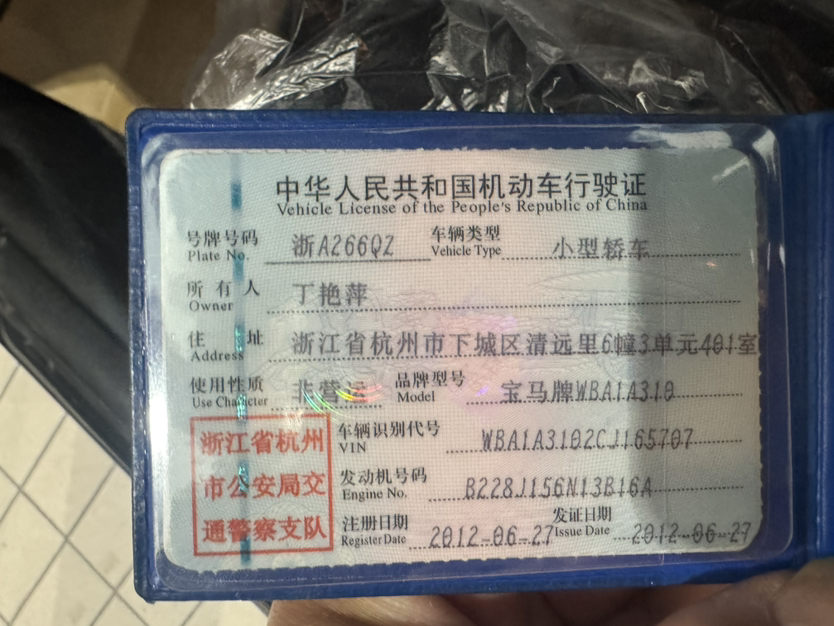 中华人民共和国机动车行驶证
Vehicle License of the People's Republic of China
号牌号码 浙A266QZ 车辆类型 小型轿车
Plate No. Vehicle Type
所有人 丁艳萍
Owner
住址 浙江省杭州市下城区清远里6幢3单元401室
Address
使用性质 非营运 品牌型号 宝马牌WBA1A310
Use Character Model
浙江省杭州
市公安局交
通警察支队
车辆识别代号 WBA1A3102CJ165707
VIN
发动机号码 B228J156N13B16A
Engine No.
注册日期 2012-06-27 发证日期 2012-06-27
Register Date Issue Date